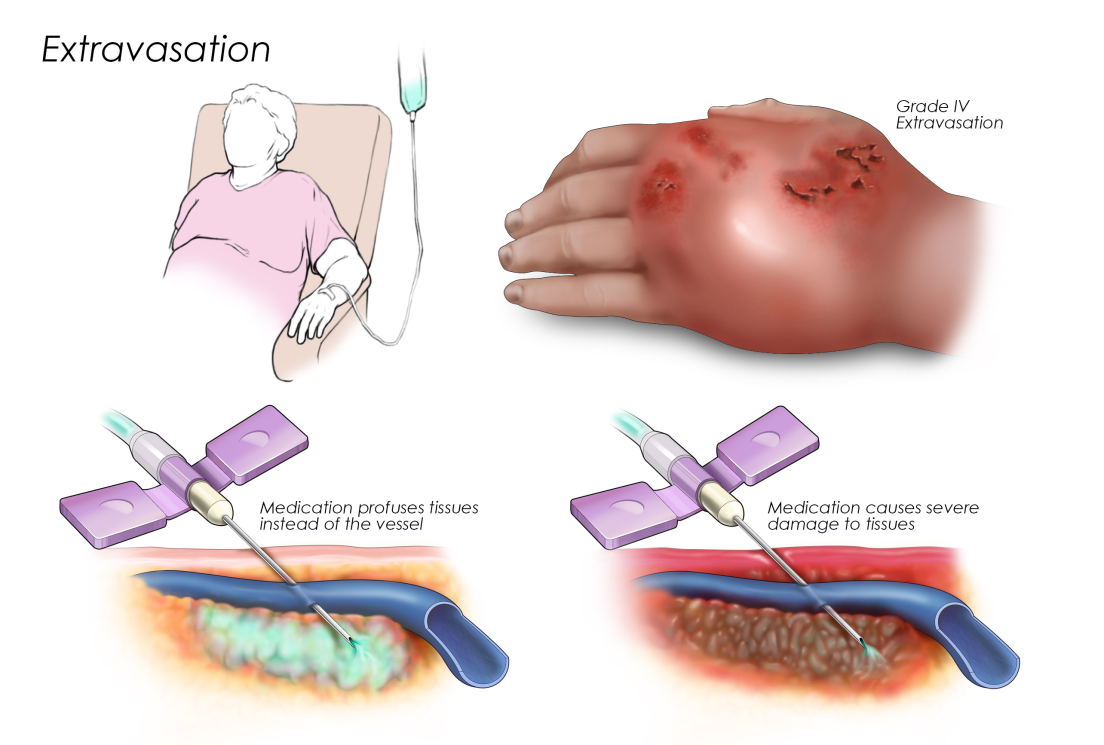 Extravasation
Grade IV
Extravasation
Medication profuses tissues
instead of the vessel
Medication causes severe
damage to tissues